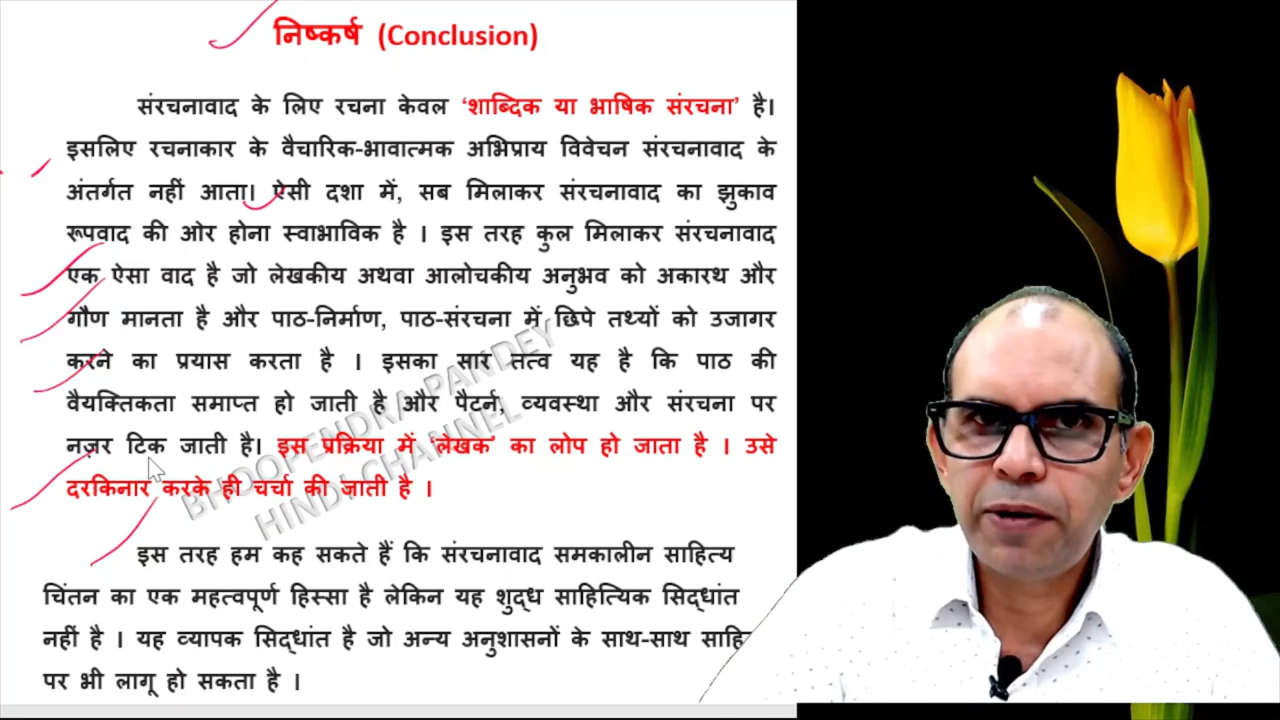 निष्कर्ष (Conclusion)
संरचनावाद के लिए रचना केवल ‘शाब्दिक या भाषिक संरचना’ है।
इसलिए रचनाकार के वैचारिक-भावात्मक अभिप्राय विवेचन संरचनावाद के
अंतर्गत नहीं आता। ऐसी दशा में, सब मिलाकर संरचनावाद का झुकाव
रूपवाद की ओर होना स्वाभाविक है । इस तरह कुल मिलाकर संरचनावाद
एक ऐसा वाद है जो लेखकीय अथवा आलोचकीय अनुभव को अकारथ और
गौण मानता है और पाठ-निर्माण, पाठ-संरचना में छिपे तथ्यों को उजागर
करने का प्रयास करता है । इसका सार तत्व यह है कि पाठ की
वैयक्तिकता समाप्त हो जाती है और पैटर्न, व्यवस्था और संरचना पर
नज़र टिक जाती है। इस प्रक्रिया में ‘लेखक’ का लोप हो जाता है । उसे
दरकिनार करके ही चर्चा की जाती है ।
BHOOPENDRA PANDEY
HINDI CHANNEL
इस तरह हम कह सकते हैं कि संरचनावाद समकालीन साहित्य
चिंतन का एक महत्वपूर्ण हिस्सा है लेकिन यह शुद्ध साहित्यिक सिद्धांत
नहीं है । यह व्यापक सिद्धांत है जो अन्य अनुशासनों के साथ-साथ
पर भी लागू हो सकता है ।